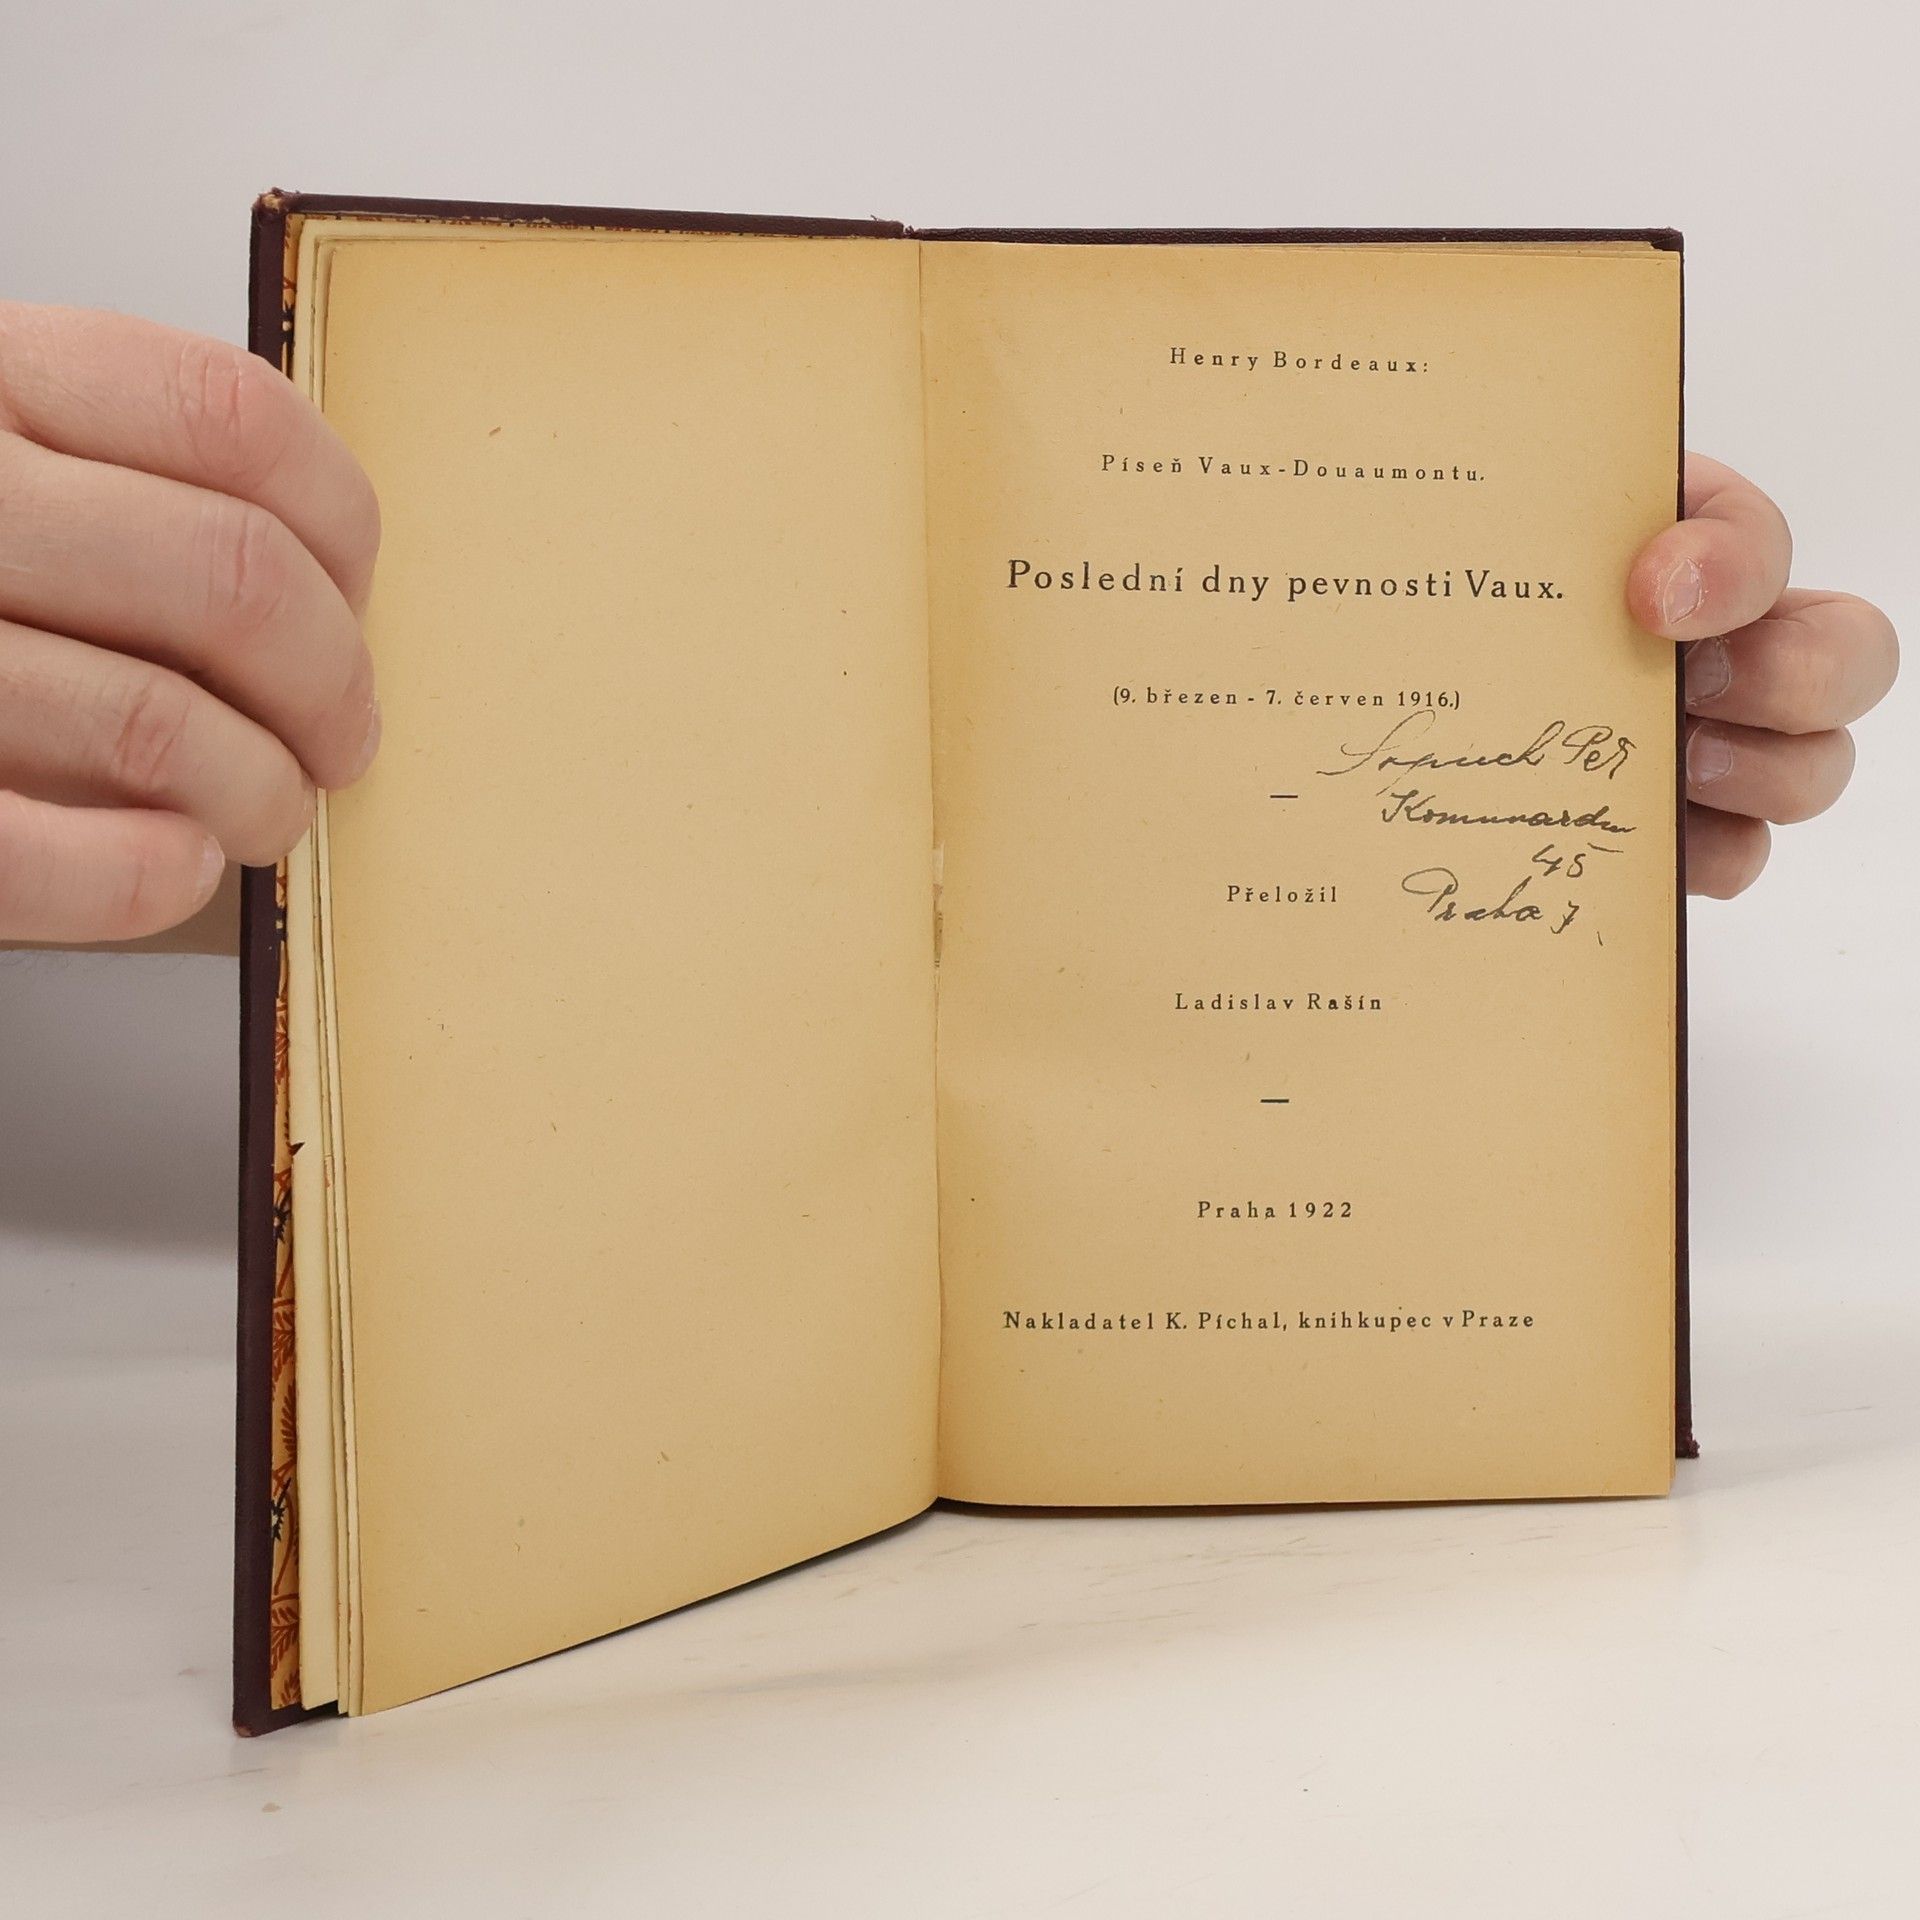 Henry Bordeaux:
Píseň Vaux-Douaumontu.
Poslední dny pevnosti Vaux.
(9. březen - 7. červen 1916.)
Petr
Komunardu
45
Praha 7
—
Přeložil
Ladislav Rašín
—
Praha 1922
Nakladatel K. Píchal, knihkupec v Praze